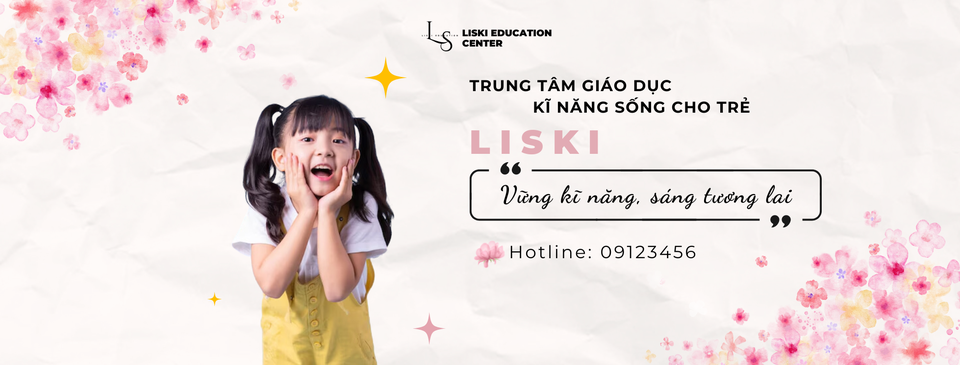 LISKI EDUCATION
CENTER
TRUNG TÂM GIÁO DỤC
KĨ NĂNG SỐNG CHO TRẺ
LISKI
“
Vững kĩ năng, sáng tương lai
”
Hotline: 09123456